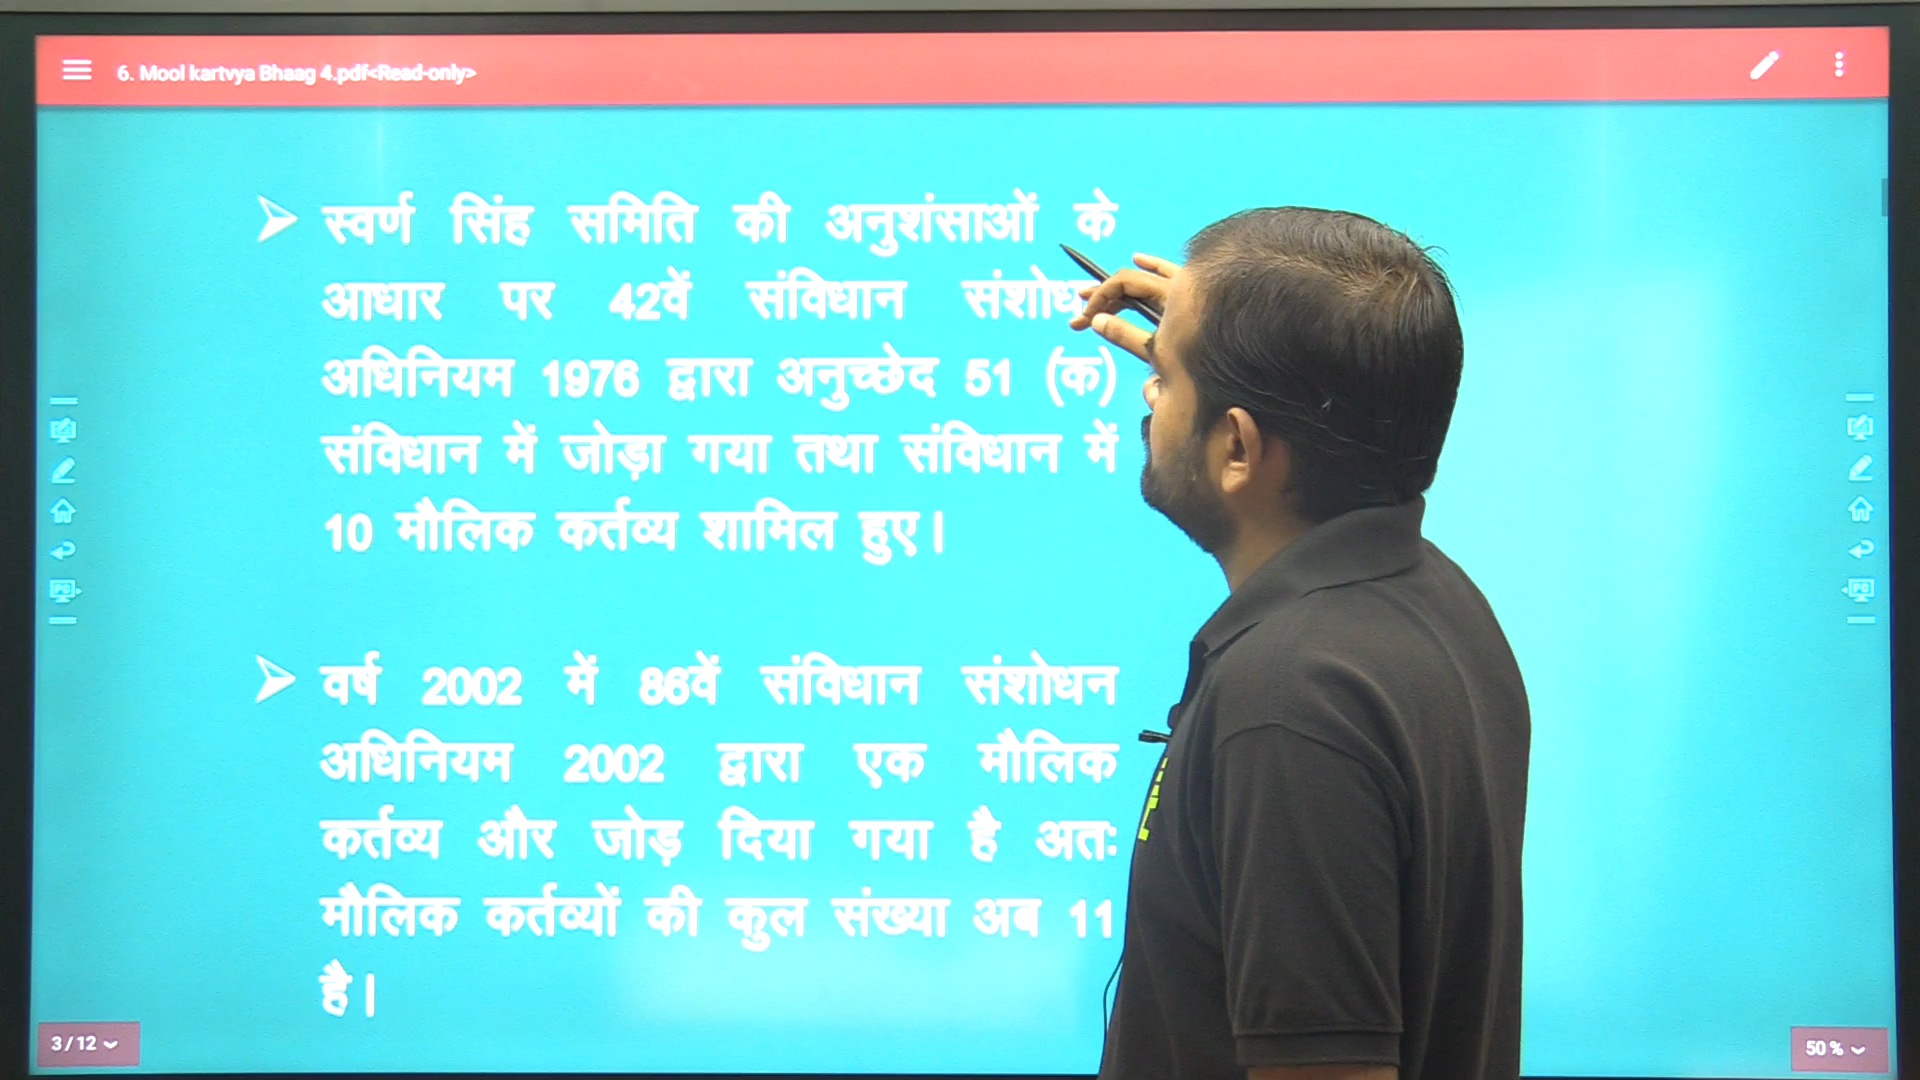 6. Mool kartvya Bhaag 4.pdf<Read-only>
स्वर्ण सिंह समिति की अनुशंसाओं के
आधार पर 42वें संविधान
अधिनियम 1976 द्वारा अनुच्छेद 51 (क)
संविधान में जोड़ा गया तथा संविधान में
10 मौलिक कर्तव्य शामिल हुए।
वर्ष 2002 में 86वें संविधान संशोधन
अधिनियम 2002 द्वारा एक मौलिक
कर्तव्य और जोड़ दिया गया है अतः
मौलिक कर्तव्यों की कुल संख्या अब 11
है।
3 / 12
50 %